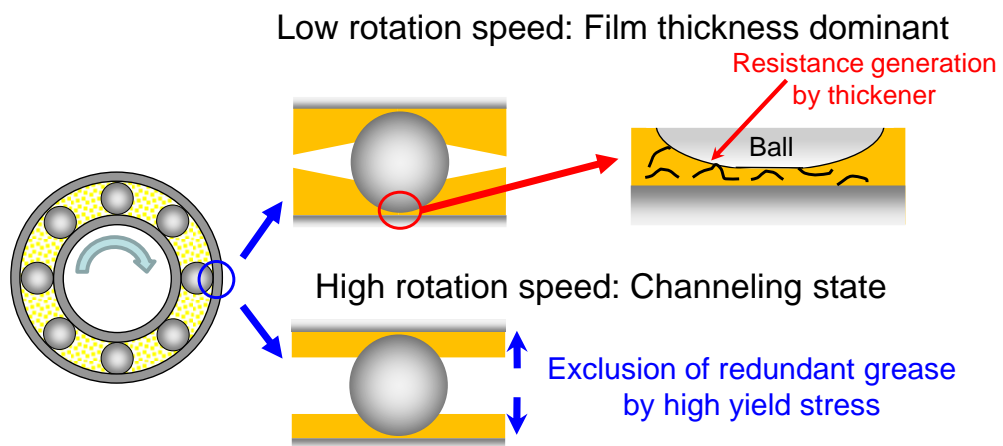 Low rotation speed: Film thickness dominant
Resistance generation
by thickener
Ball
High rotation speed: Channeling state
Exclusion of redundant grease
by high yield stress